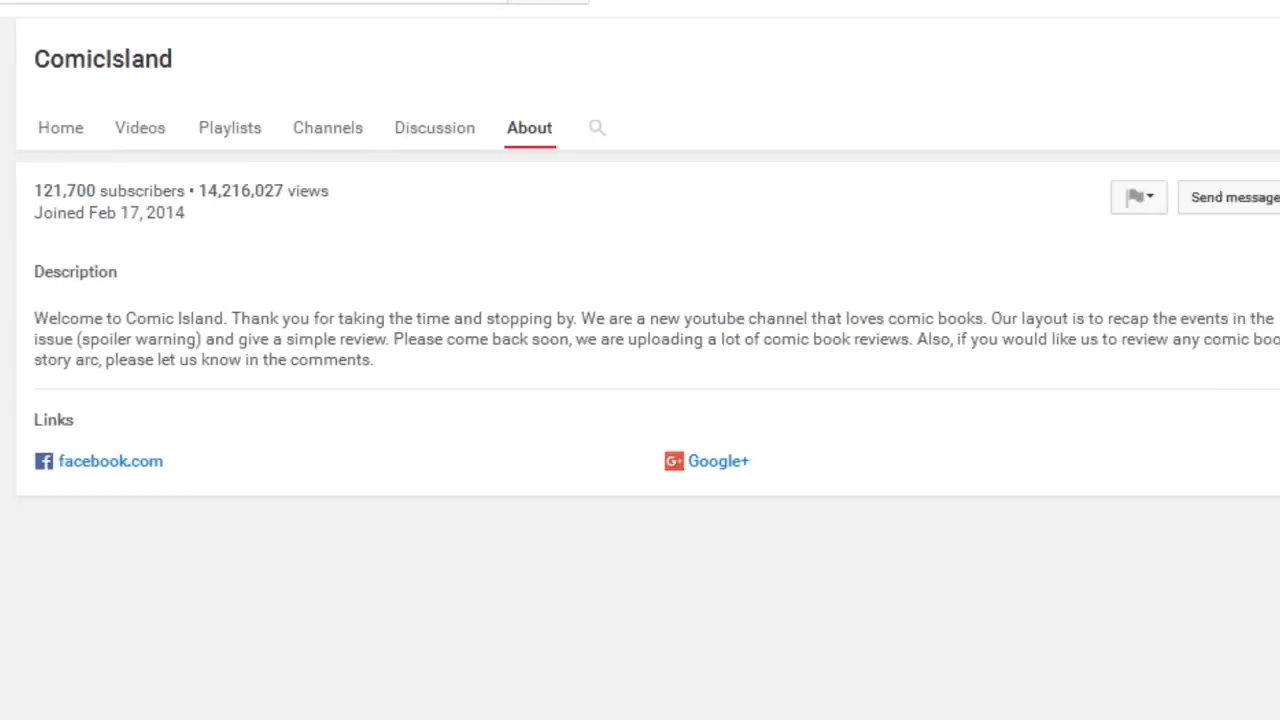 ComicIsland
Home Videos Playlists Channels Discussion About
121,700 subscribers • 14,216,027 views
Joined Feb 17, 2014
Send message
Description
Welcome to Comic Island. Thank you for taking the time and stopping by. We are a new youtube channel that loves comic books. Our layout is to recap the events in the
issue (spoiler warning) and give a simple review. Please come back soon, we are uploading a lot of comic book reviews. Also, if you would like us to review any comic boo
story arc, please let us know in the comments.
Links
facebook.com
Google+